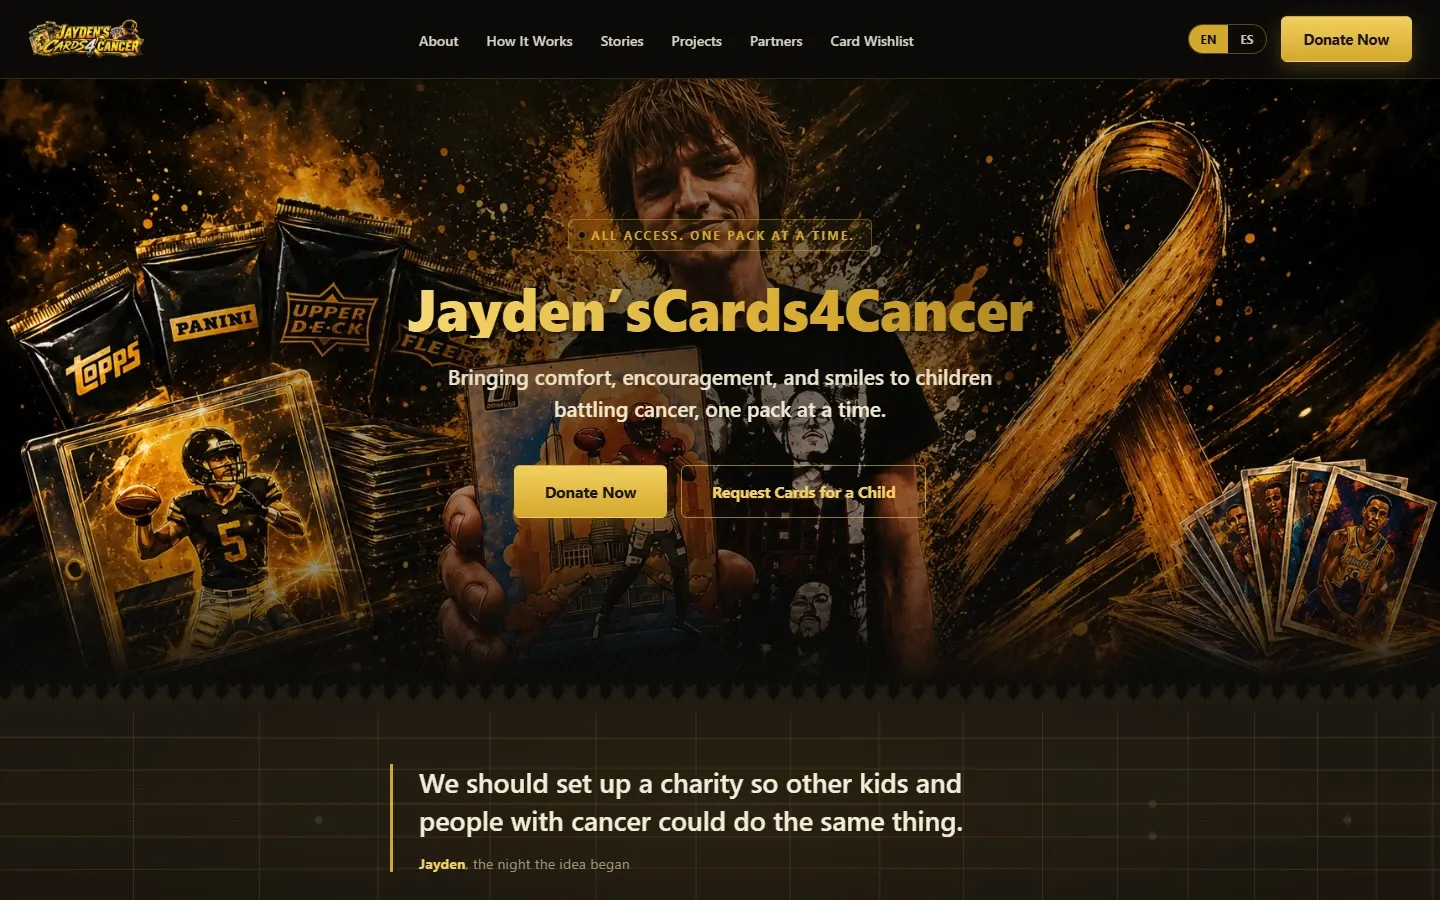 JAYDEN'S
CARDS4CANCER
About
How It Works
Stories
Projects
Partners
Card Wishlist
EN
ES
Donate Now
ALL ACCESS. ONE PACK AT A TIME.
Jayden'sCards4Cancer
Bringing comfort, encouragement, and smiles to children
battling cancer, one pack at a time.
Donate Now
Request Cards for a Child
TOPPS
PANINI
UPPER
DECK
FLEER
DONRUSS
5
LAKERS
We should set up a charity so other kids and
people with cancer could do the same thing.
Jayden, the night the idea began